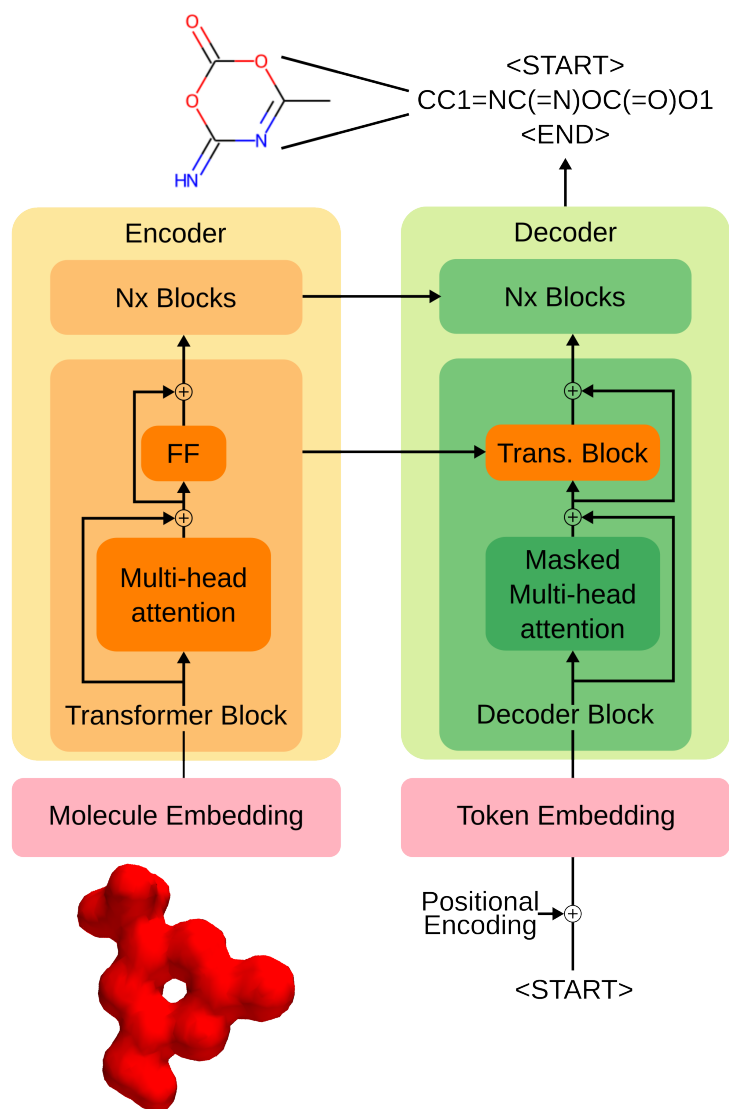 O
O
O
N
HN
<START>
CC1=NC(=N)OC(=O)O1
<END>
Encoder
Nx Blocks
FF
Multi-head
attention
Transformer Block
Molecule Embedding
Decoder
Nx Blocks
Trans. Block
Masked
Multi-head
attention
Decoder Block
Token Embedding
Positional
Encoding
<START>